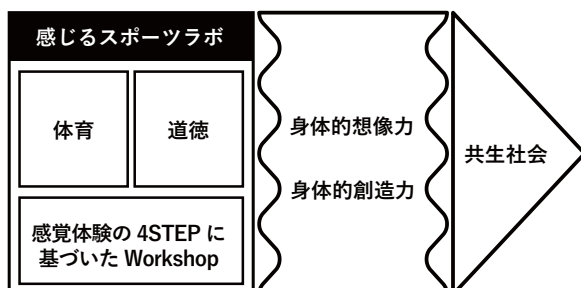 感じるスポーツラボ
体育
道徳
感覚体験の 4STEP に
基づいた Workshop
身体的想像力
身体的創造力
共生社会